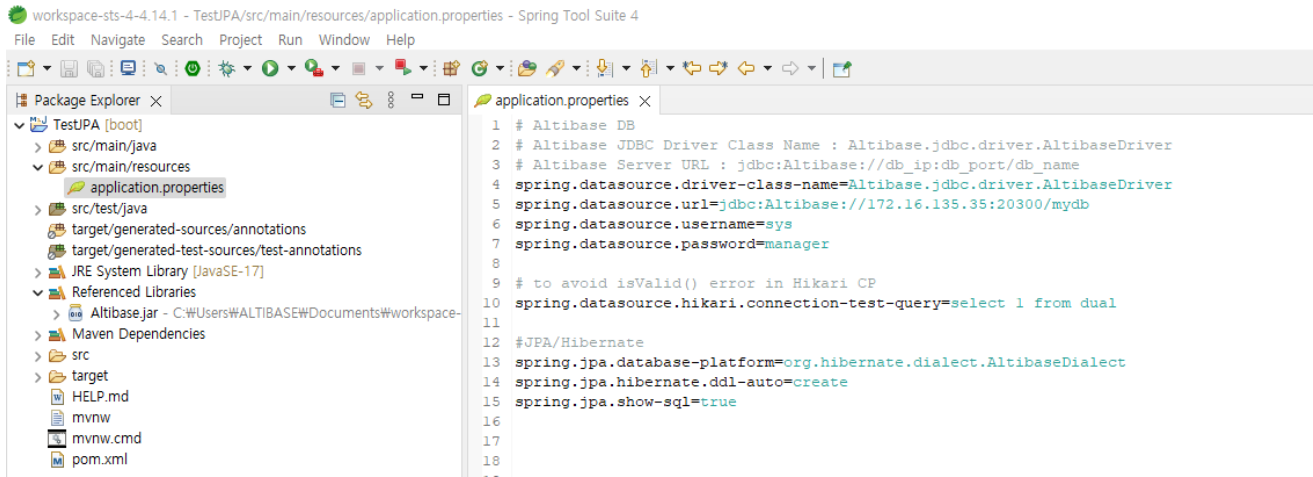 workspace-sts-4-4.14.1 - TestJPA/src/main/resources/application.properties - Spring Tool Suite 4
File Edit Navigate Search Project Run Window Help
Package Explorer
TestJPA [boot]
src/main/java
src/main/resources
application.properties
src/test/java
target/generated-sources/annotations
target/generated-test-sources/test-annotations
JRE System Library [JavaSE-17]
Referenced Libraries
Altibase.jar - C:₩Users₩ALTIBASE₩Documents₩workspace-
Maven Dependencies
src
target
HELP.md
mvnw
mvnw.cmd
pom.xml
application.properties
1 # Altibase DB
2 # Altibase JDBC Driver Class Name : Altibase.jdbc.driver.AltibaseDriver
3 # Altibase Server URL : jdbc:Altibase://db_ip:db_port/db_name
4 spring.datasource.driver-class-name=Altibase.jdbc.driver.AltibaseDriver
5 spring.datasource.url=jdbc:Altibase://172.16.135.35:20300/mydb
6 spring.datasource.username=sys
7 spring.datasource.password=manager
8
9 # to avoid isValid() error in Hikari CP
10 spring.datasource.hikari.connection-test-query=select 1 from dual
11
12 #JPA/Hibernate
13 spring.jpa.database-platform=org.hibernate.dialect.AltibaseDialect
14 spring.jpa.hibernate.ddl-auto=create
15 spring.jpa.show-sql=true
16
17
18